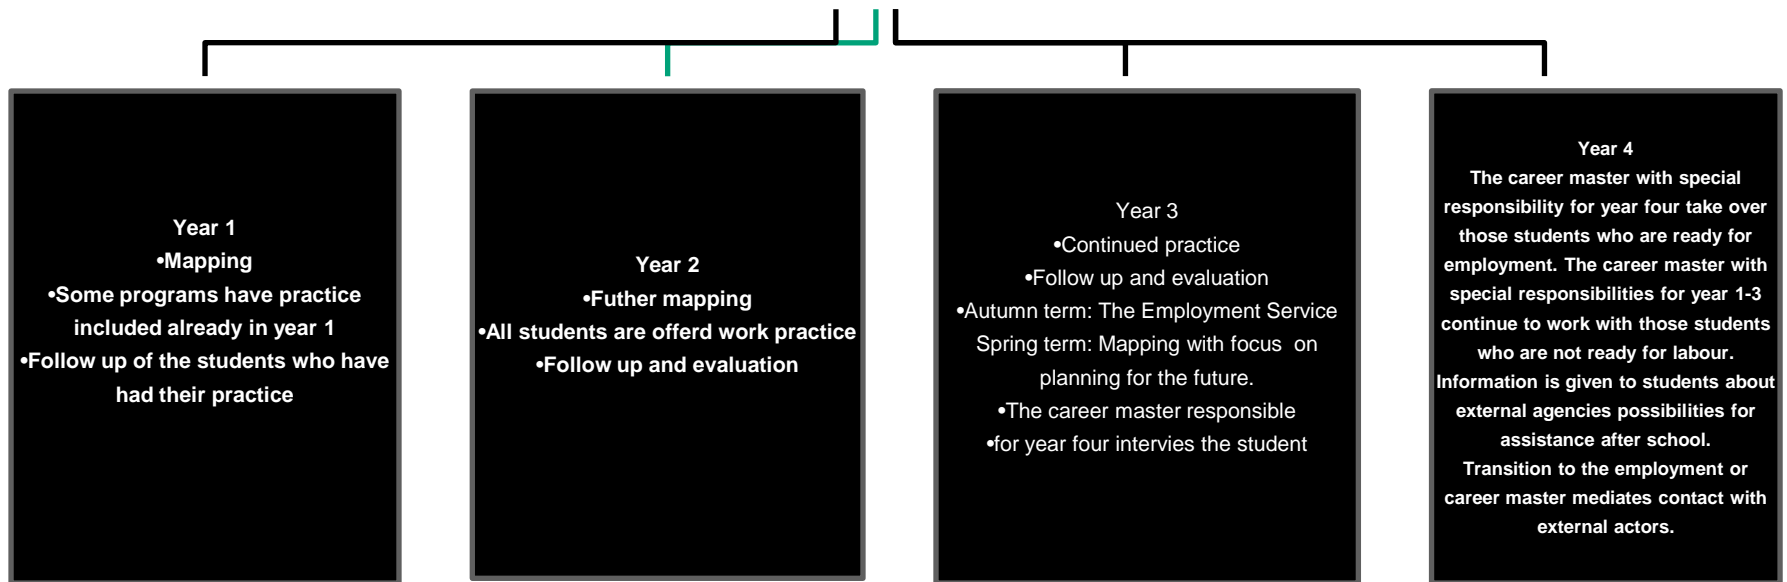 Year 1
•Mapping
•Some programs have practice
included already in year 1
•Follow up of the students who have
had their practice
Year 2
•Futher mapping
•All students are offerd work practice
•Follow up and evaluation
Year 3
•Continued practice
•Follow up and evaluation
•Autumn term: The Employment Service
Spring term: Mapping with focus on
planning for the future.
•The career master responsible
•for year four intervies the student
Year 4
The career master with special
responsibility for year four take over
those students who are ready for
employment. The career master with
special responsibilities for year 1-3
continue to work with those students
who are not ready for labour.
Information is given to students about
external agencies possibilities for
assistance after school.
Transition to the employment or
career master mediates contact with
external actors.